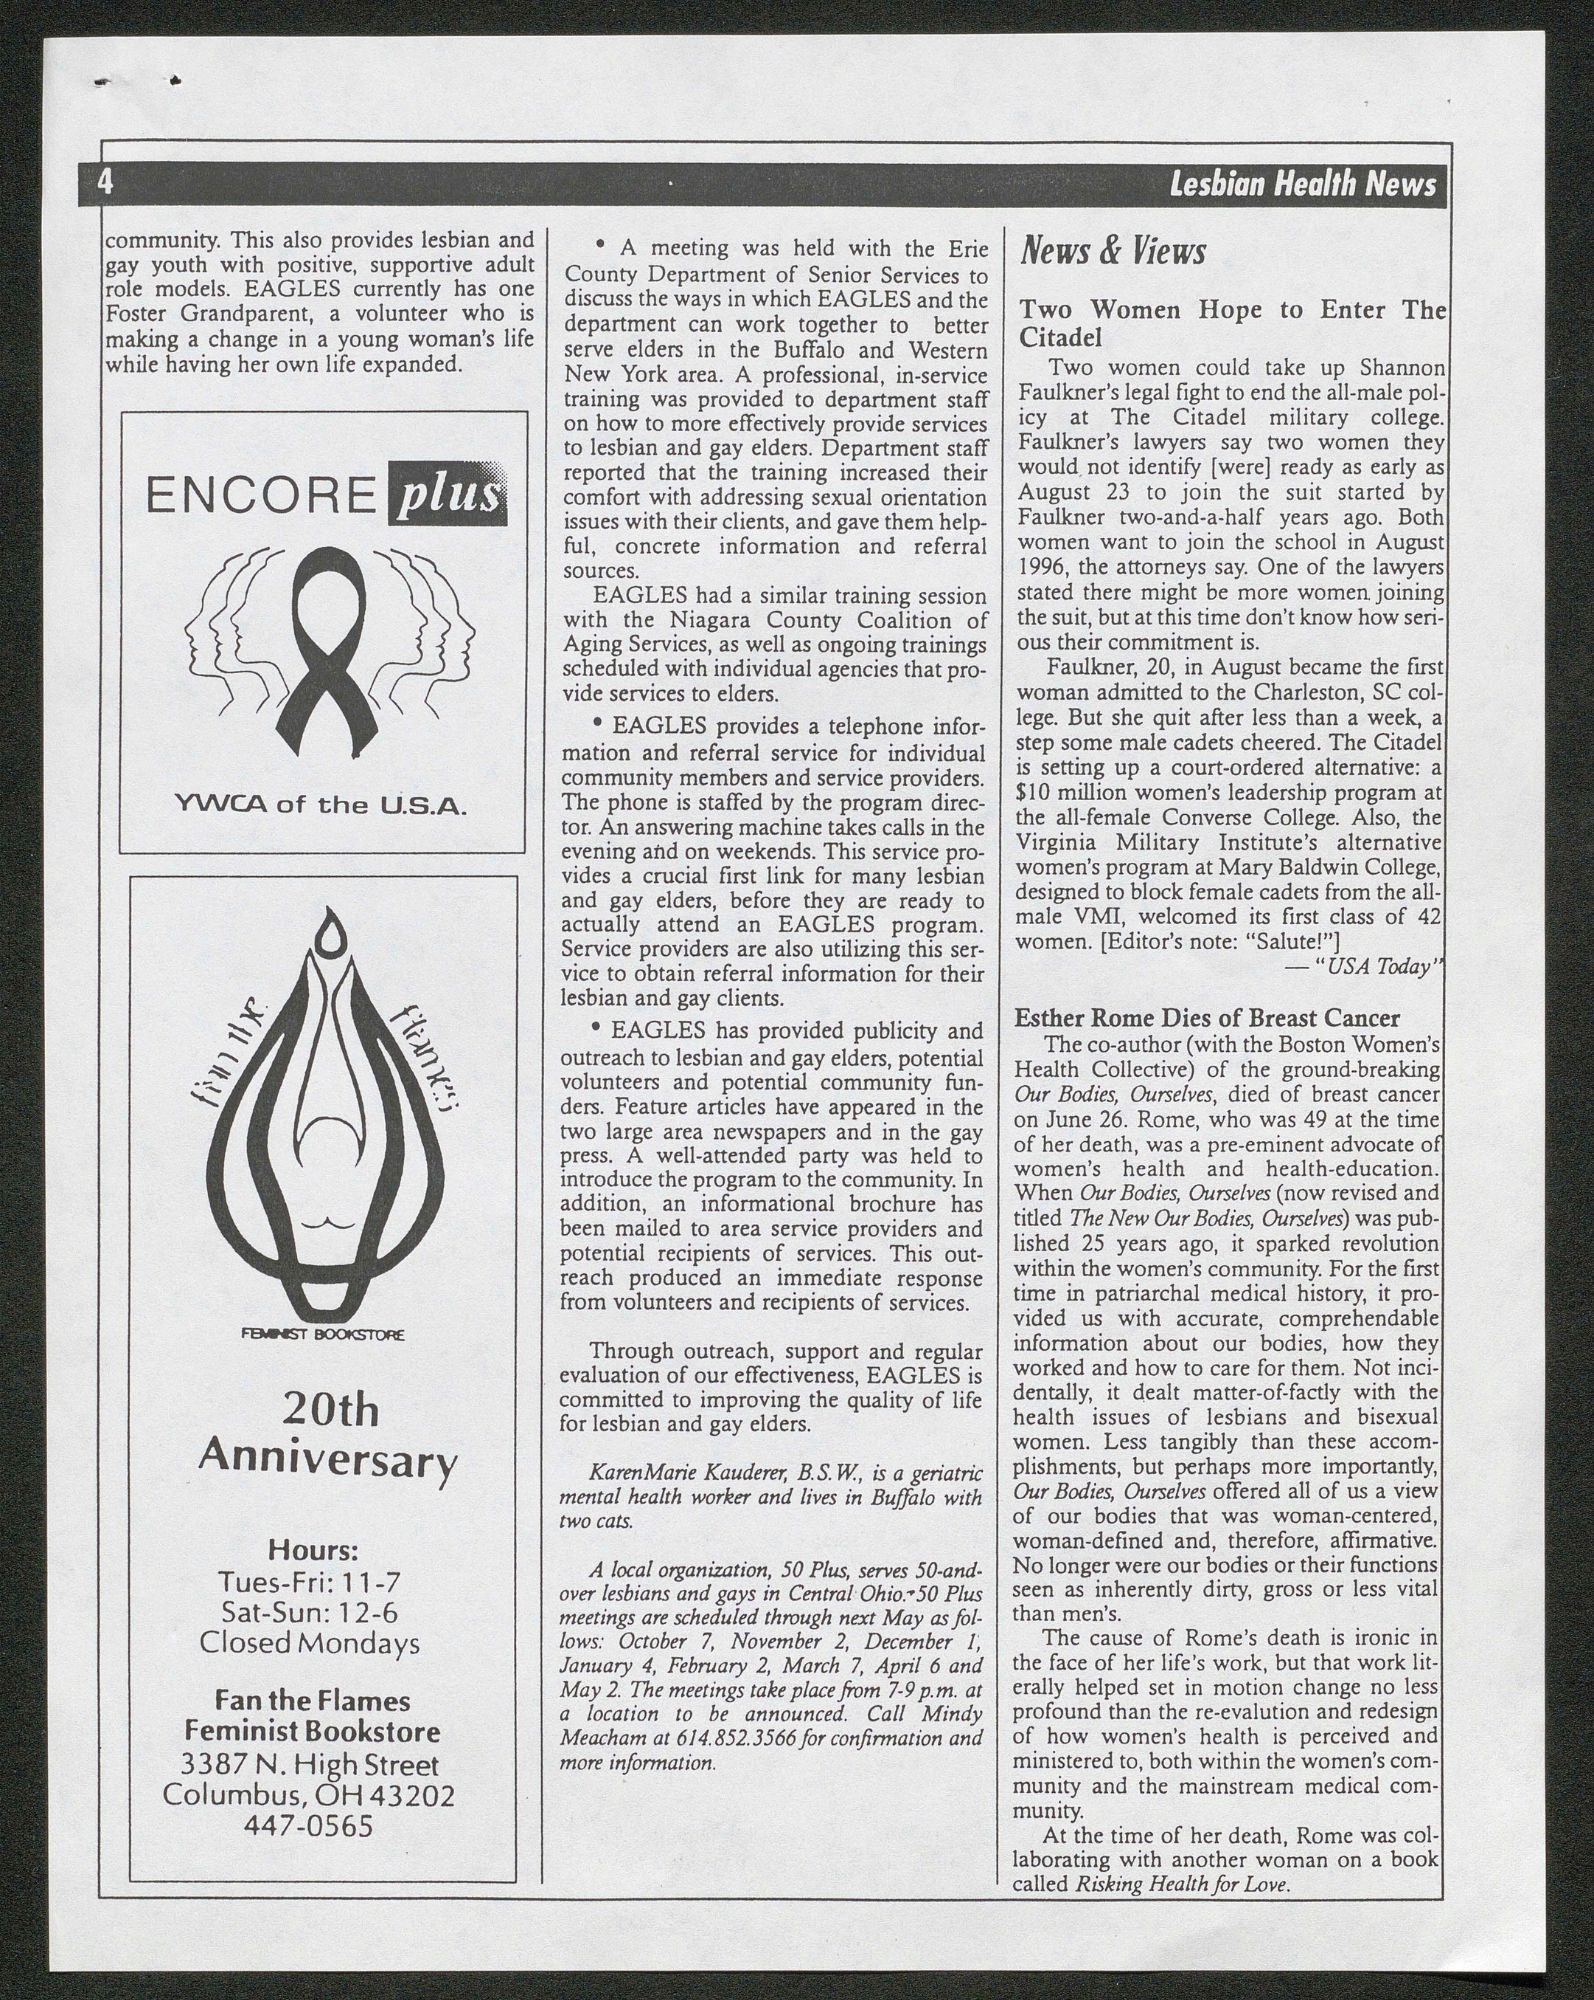 4
Lesbian Health News
community. This also provides lesbian and
gay youth with positive, supportive adult
role models. EAGLES currently has one
Foster Grandparent, a volunteer who is
making a change in a young woman's life
while having her own life expanded.
ENCORE plus
YWCA of the U.S.A.
fan the flames
FEMINIST BOOKSTORE
20th
Anniversary
Hours:
Tues-Fri: 11-7
Sat-Sun: 12-6
Closed Mondays
Fan the Flames
Feminist Bookstore
3387 N. High Street
Columbus, OH 43202
447-0565
• A meeting was held with the Erie
County Department of Senior Services to
discuss the ways in which EAGLES and the
department can work together to better
serve elders in the Buffalo and Western
New York area. A professional, in-service
training was provided to department staff
on how to more effectively provide services
to lesbian and gay elders. Department staff
reported that the training increased their
comfort with addressing sexual orientation
issues with their clients, and gave them help-
ful, concrete information and referral
sources.
EAGLES had a similar training session
with the Niagara County Coalition of
Aging Services, as well as ongoing trainings
scheduled with individual agencies that pro-
vide services to elders.
• EAGLES provides a telephone infor-
mation and referral service for individual
community members and service providers.
The phone is staffed by the program direc-
tor. An answering machine takes calls in the
evening and on weekends. This service pro-
vides a crucial first link for many lesbian
and gay elders, before they are ready to
actually attend an EAGLES program.
Service providers are also utilizing this ser-
vice to obtain referral information for their
lesbian and gay clients.
• EAGLES has provided publicity and
outreach to lesbian and gay elders, potential
volunteers and potential community fun-
ders. Feature articles have appeared in the
two large area newspapers and in the gay
press. A well-attended party was held to
introduce the program to the community. In
addition, an informational brochure has
been mailed to area service providers and
potential recipients of services. This out-
reach produced an immediate response
from volunteers and recipients of services.
Through outreach, support and regular
evaluation of our effectiveness, EAGLES is
committed to improving the quality of life
for lesbian and gay elders.
KarenMarie Kauderer, B.S.W., is a geriatric
mental health worker and lives in Buffalo with
two cats.
A local organization, 50 Plus, serves 50-and-
over lesbians and gays in Central Ohio. 50 Plus
meetings are scheduled through next May as fol-
lows: October 7, November 2, December 1,
January 4, February 2, March 7, April 6 and
May 2. The meetings take place from 7-9 p.m. at
a location to be announced. Call Mindy
Meacham at 614.852.3566 for confirmation and
more information.
News & Views
Two Women Hope to Enter The
Citadel
Two women could take up Shannon
Faulkner's legal fight to end the all-male pol-
icy at The Citadel military college.
Faulkner's lawyers say two women they
would not identify [were] ready as early as
August 23 to join the suit started by
Faulkner two-and-a-half years ago. Both
women want to join the school in August
1996, the attorneys say. One of the lawyers
stated there might be more women joining
the suit, but at this time don't know how seri-
ous their commitment is.
Faulkner, 20, in August became the first
woman admitted to the Charleston, SC col-
lege. But she quit after less than a week, a
step some male cadets cheered. The Citadel
is setting up a court-ordered alternative: a
$10 million women's leadership program at
the all-female Converse College. Also, the
Virginia Military Institute's alternative
women's program at Mary Baldwin College,
designed to block female cadets from the all-
male VMI, welcomed its first class of 42
women. [Editor's note: "Salute!"]
— "USA Today"
Esther Rome Dies of Breast Cancer
The co-author (with the Boston Women's
Health Collective) of the ground-breaking
Our Bodies, Ourselves, died of breast cancer
on June 26. Rome, who was 49 at the time
of her death, was a pre-eminent advocate of
women's health and health-education.
When Our Bodies, Ourselves (now revised and
titled The New Our Bodies, Ourselves) was pub-
lished 25 years ago, it sparked revolution
within the women's community. For the first
time in patriarchal medical history, it pro-
vided us with accurate, comprehendable
information about our bodies, how they
worked and how to care for them. Not inci-
dentally, it dealt matter-of-factly with the
health issues of lesbians and bisexual
women. Less tangibly than these accom-
plishments, but perhaps more importantly,
Our Bodies, Ourselves offered all of us a view
of our bodies that was woman-centered,
woman-defined and, therefore, affirmative.
No longer were our bodies or their functions
seen as inherently dirty, gross or less vital
than men's.
The cause of Rome's death is ironic in
the face of her life's work, but that work lit-
erally helped set in motion change no less
profound than the re-evalution and redesign
of how women's health is perceived and
ministered to, both within the women's com-
munity and the mainstream medical com-
munity.
At the time of her death, Rome was col-
laborating with another woman on a book
called Risking Health for Love.